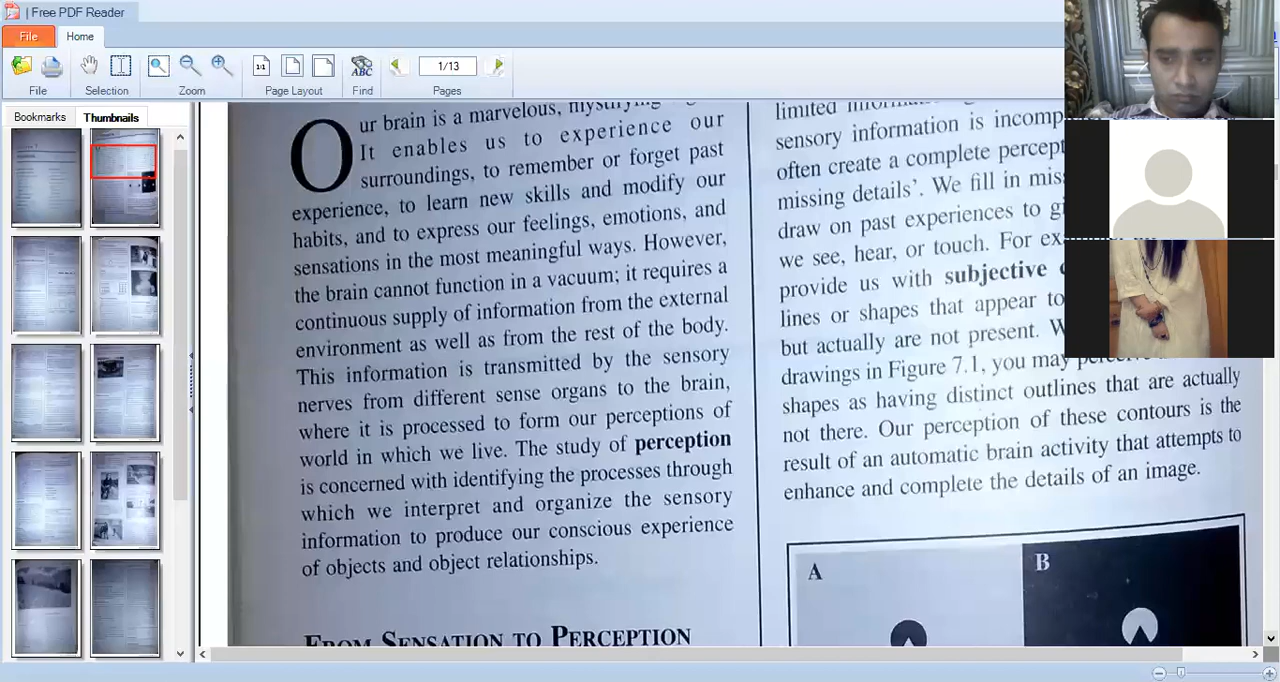 Free PDF Reader
File
Home
1/13
File
Selection
Zoom
Page Layout
Find
Pages
Bookmarks
Thumbnails
Our brain is a marvelous,
It enables us to experience our
surroundings, to remember or forget past
experience, to learn new skills and modify our
habits, and to express our feelings, emotions, and
sensations in the most meaningful ways. However,
the brain cannot function in a vacuum; it requires a
continuous supply of information from the external
environment as well as from the rest of the body.
This information is transmitted by the sensory
nerves from different sense organs to the brain,
where it is processed to form our perceptions of
world in which we live. The study of perception
is concerned with identifying the processes through
which we interpret and organize the sensory
information to produce our conscious experience
of objects and object relationships.
FROM SENSATION TO PERCEPTION
limited
sensory information is
often create a complete
missing details'. We fill in
draw on past experiences to
we see, hear, or touch. For
provide us with subjective
lines or shapes that appear to
but actually are not present.
drawings in Figure 7.1, you may
shapes as having distinct outlines that are actually
not there. Our perception of these contours is the
result of an automatic brain activity that attempts to
enhance and complete the details of an image.
A
B